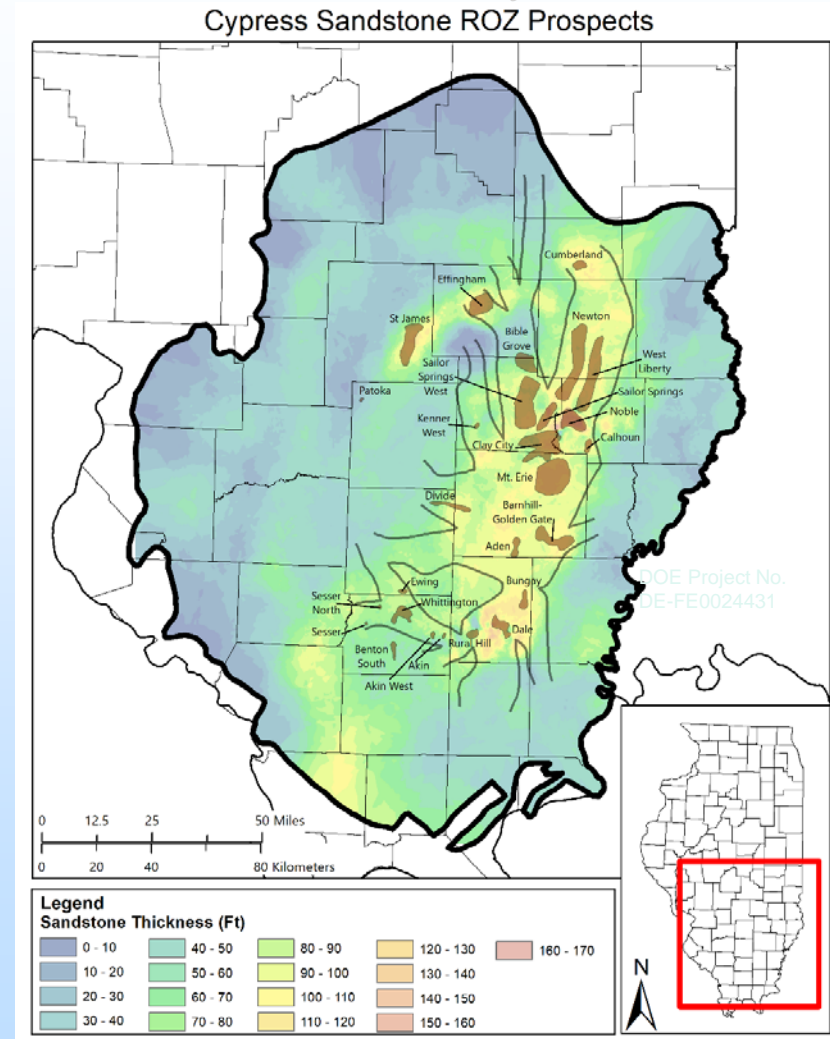 Cypress Sandstone ROZ Prospects
Cumberland
Effingham
St James
Newton
Bible
Grove
West
Liberty
Sailor
Springs
West
Patoka
Sailor Springs
Noble
Kenner
West
Clay City
Calhoun
Mt. Erie
Divide
Barnhill-
Golden Gate
Aden
DOE Project No.
DE-FE0024431
Ewing
Bungay
Sesser
North
Whittington
Sesser
Dale
Rural Hill
Benton
South
Akin
Akin West
0 12.5 25 50 Miles
0 20 40 80 Kilometers
N
Legend
Sandstone Thickness (Ft)
0 - 10 40 - 50 80 - 90 120 - 130 160 - 170
10 - 20 50 - 60 90 - 100 130 - 140
20 - 30 60 - 70 100 - 110 140 - 150
30 - 40 70 - 80 110 - 120 150 - 160